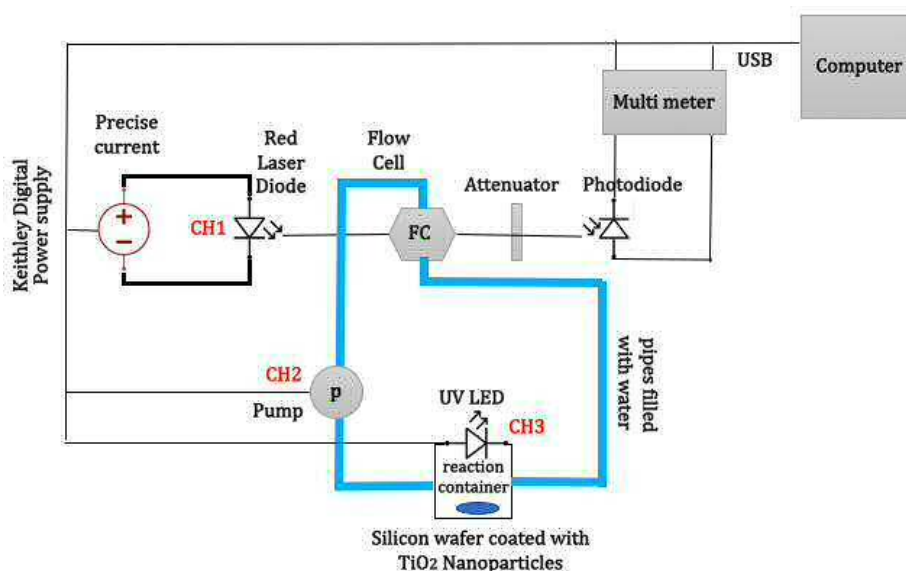 USB
Computer
Multi meter
Precise
current
Red
Laser
Diode
Flow
Cell
Attenuator
Photodiode
CH1
FC
Keithley Digital
Power supply
pipes filled
with water
CH2
p
Pump
UV LED
CH3
reaction
container
Silicon wafer coated with
TiO2 Nanoparticles